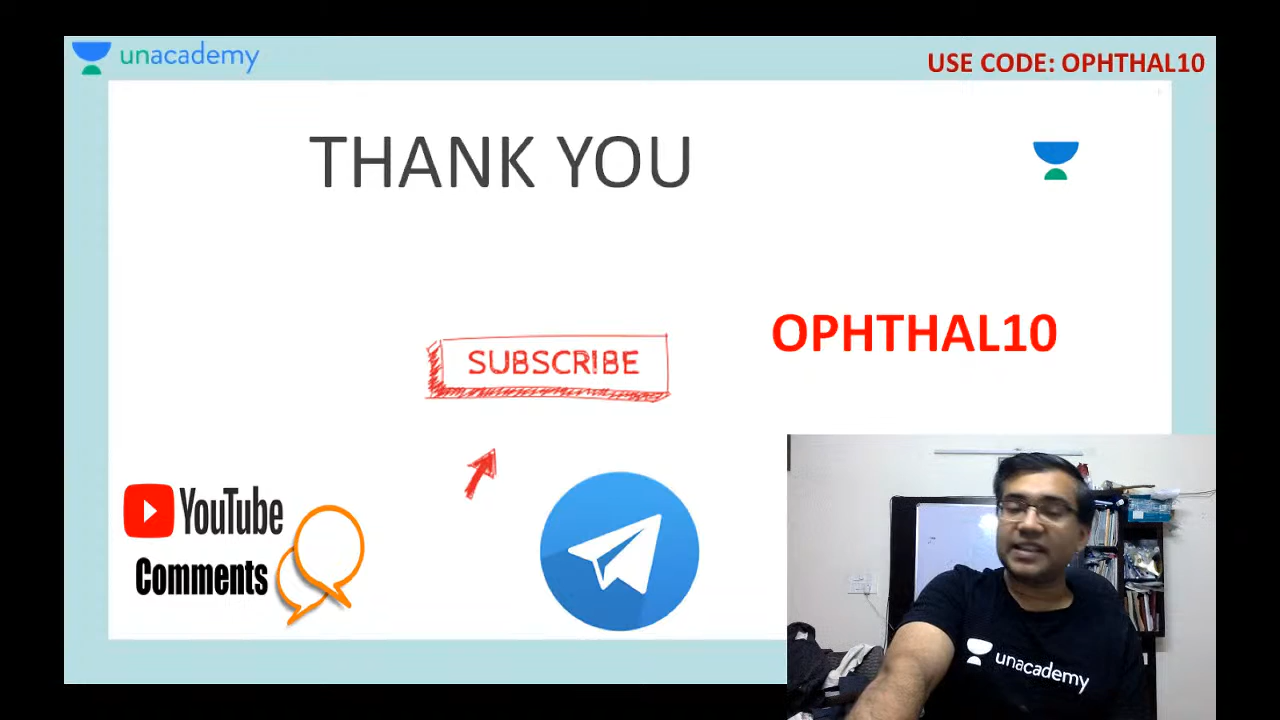 unacademy
USE CODE: OPHTHAL10
THANK YOU
OPHTHAL10
SUBSCRIBE
YouTube
Comments
unacademy